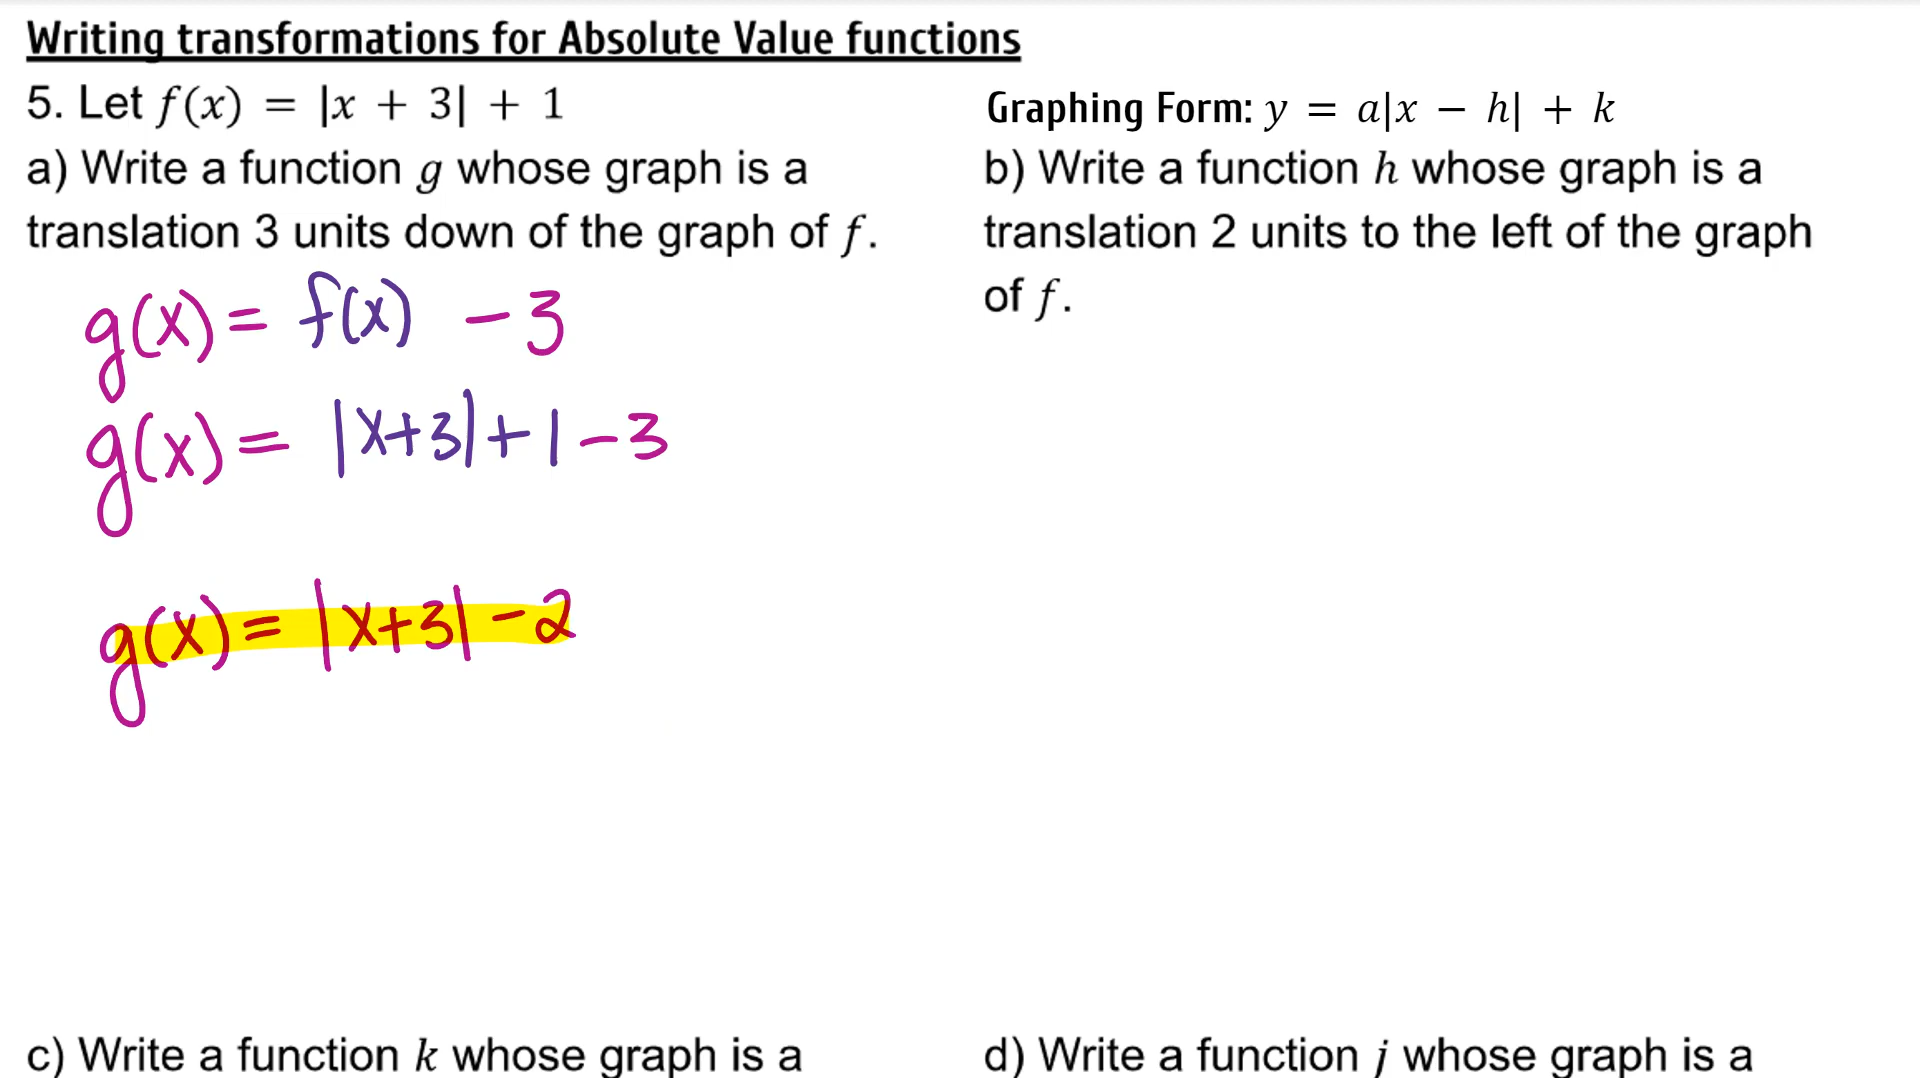 Writing transformations for Absolute Value functions
5. Let f(x) = |x + 3| + 1
a) Write a function g whose graph is a
translation 3 units down of the graph of f.
g(x) = f(x) - 3
g(x) = |x+3|+1-3
g(x) = |x+3|-2
Graphing Form: y = a|x − h| + k
b) Write a function h whose graph is a
translation 2 units to the left of the graph
of f.
c) Write a function k whose graph is a
d) Write a function j whose graph is a